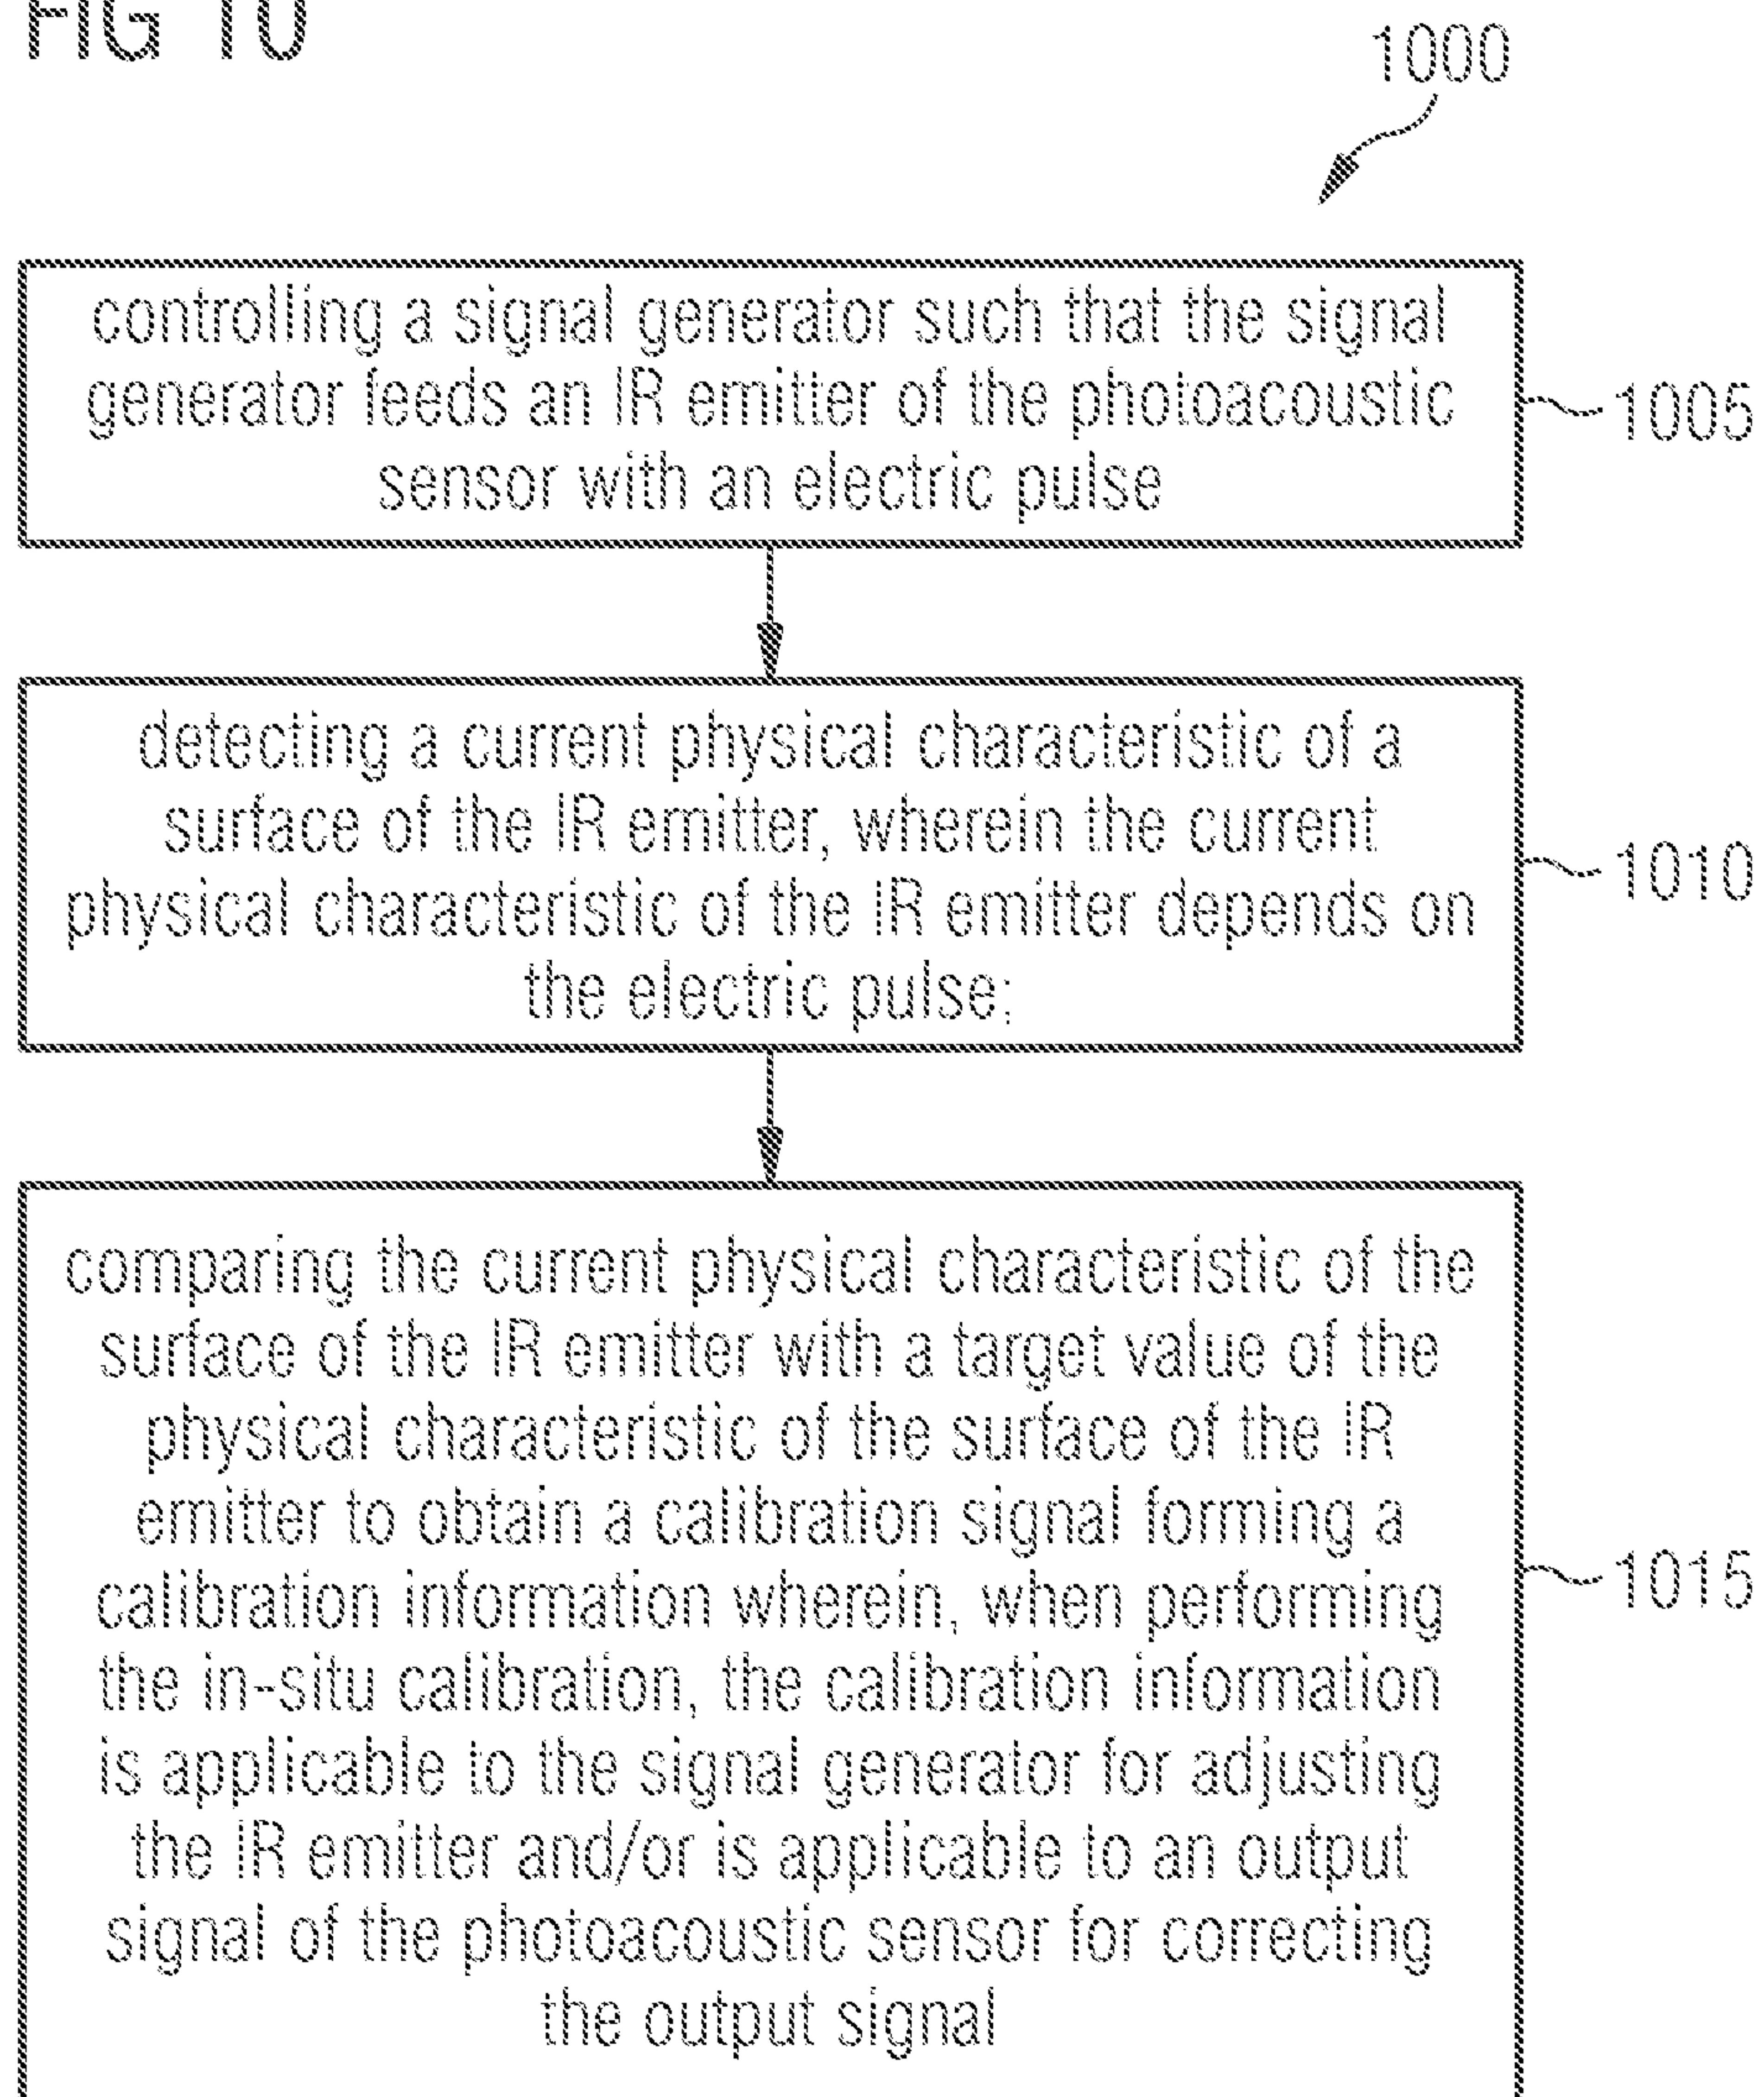 FIG 10
1000
controlling a signal generator such that the signal
generator feeds an IR emitter of the photoacoustic
sensor with an electric pulse
1005
detecting a current physical characteristic of a
surface of the IR emitter, wherein the current
physical characteristic of the IR emitter depends on
the electric pulse;
1010
comparing the current physical characteristic of the
surface of the IR emitter with a target value of the
physical characteristic of the surface of the IR
emitter to obtain a calibration signal forming a
calibration information wherein, when performing
the in-situ calibration, the calibration information
is applicable to the signal generator for adjusting
the IR emitter and/or is applicable to an output
signal of the photoacoustic sensor for correcting
the output signal
1015